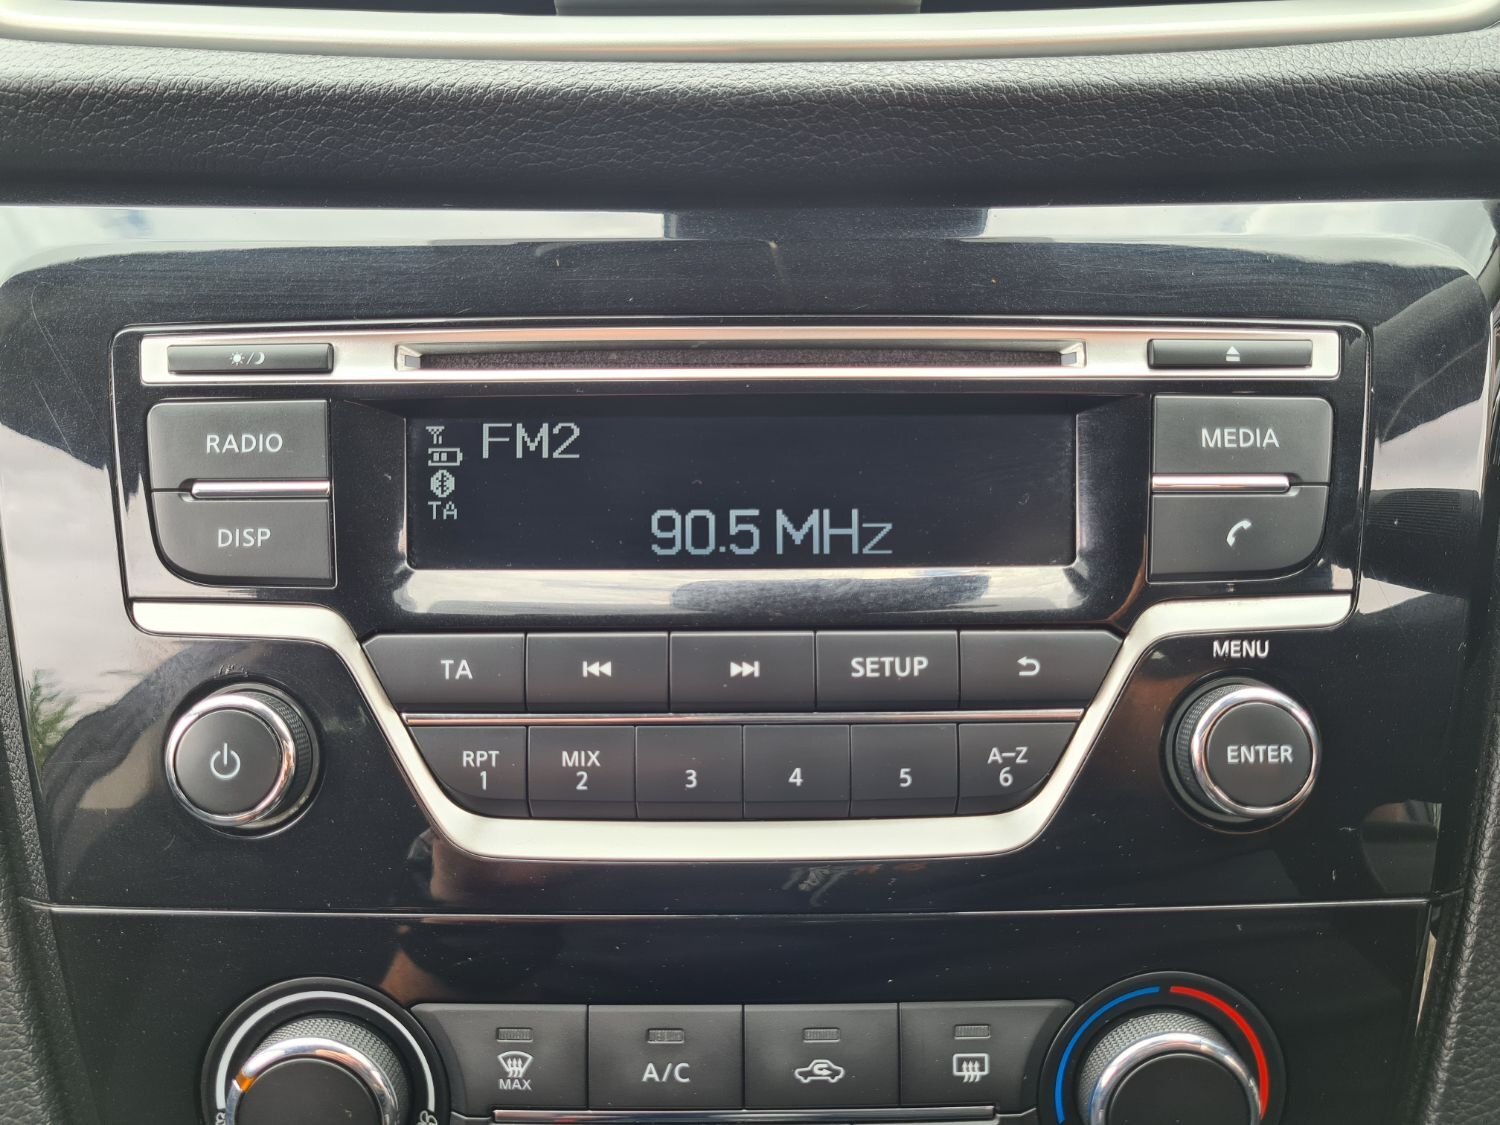 RADIO
FM2
MEDIA
TA
DISP
90.5 MHz
MENU
TA
SETUP
RPT
1
MIX
2
3
4
5
A-Z
6
ENTER
MAX
A/C